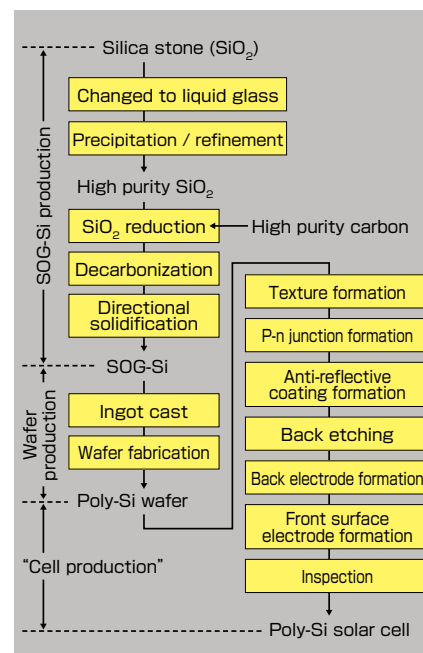 Silica stone (SiO₂)
Changed to liquid glass
Precipitation / refinement
High purity SiO₂
SiO₂ reduction
High purity carbon
Decarbonization
Directional
solidification
SOG-Si
Ingot cast
Wafer fabrication
Poly-Si wafer
SOG-Si production
Wafer
production
“Cell production”
Texture formation
P-n junction formation
Anti-reflective
coating formation
Back etching
Back electrode formation
Front surface
electrode formation
Inspection
Poly-Si solar cell